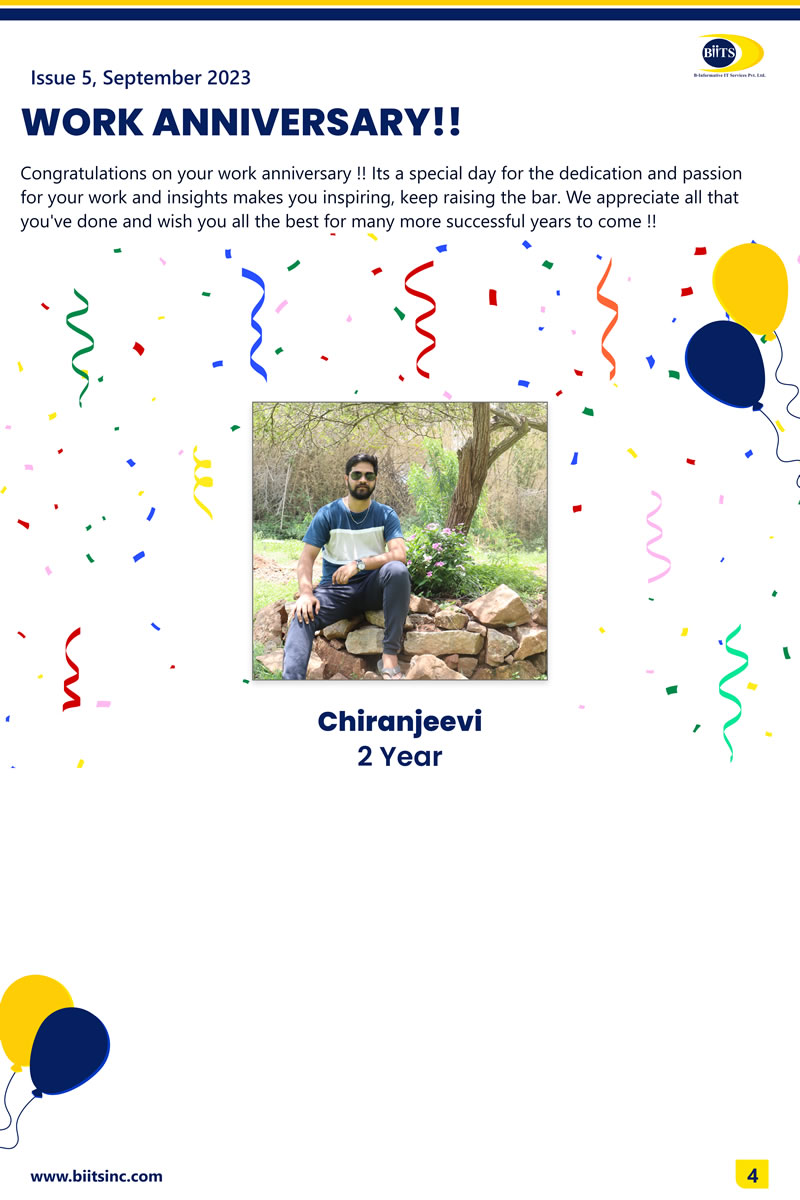 BiiTS
B-Informative IT Services Pvt. Ltd.
Issue 5, September 2023
WORK ANNIVERSARY!!
Congratulations on your work anniversary !! Its a special day for the dedication and passion
for your work and insights makes you inspiring, keep raising the bar. We appreciate all that
you've done and wish you all the best for many more successful years to come !!
Chiranjeevi
2 Year
www.biitsinc.com
4